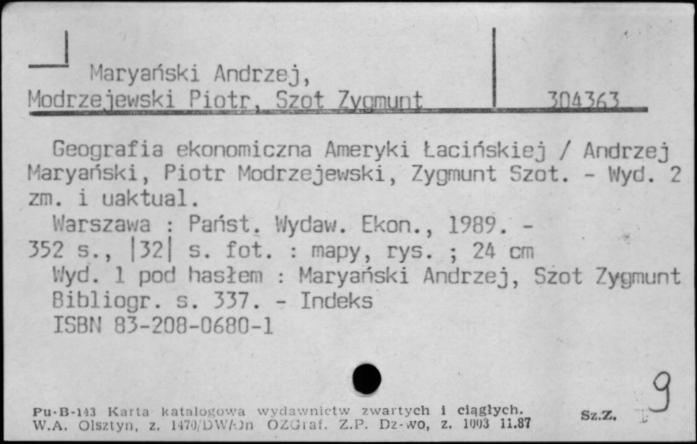 Maryański Andrzej,
Modrzejewski Piotr, Szot Zygmunt 304363
Geografia ekonomiczna Ameryki Łacińskiej / Andrzej
Maryański, Piotr Modrzejewski, Zygmunt Szot. - Wyd. 2
zm. i uaktual.
Warszawa : Państ. Wydaw. Ekon., 1989. -
352 s., |32| s. fot. : mapy, rys. ; 24 cm
Wyd. 1 pod hasłem : Maryański Andrzej, Szot Zygmunt
Bibliogr. s. 337. - Indeks
ISBN 83-208-0680-1
9
Pu-B-143 Karta katalogowa wydawnictw zwartych i ciągłych. Sz.Z.
W.A. Olsztyn, z. 1470/DW/Dn OZGraf. Z.P. Dz-wo, z. 1003 11.87